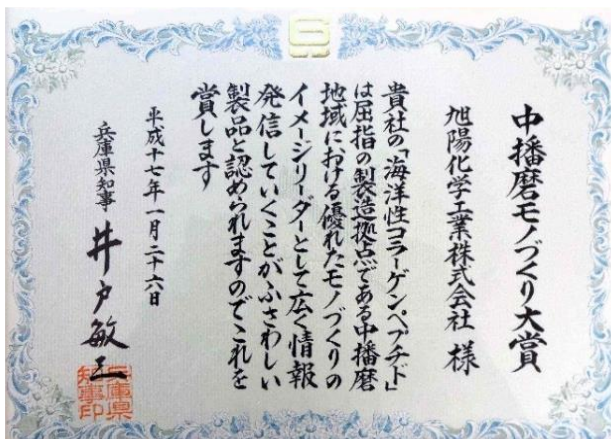 中播磨モノづくり大賞
旭陽化学工業株式会社 様
貴社の「海洋性コラーゲンペプチド」
は屈指の製造拠点である中播磨
地域における優れたモノづくりの
イメージリーダーとして広く情報
発信していくことがふさわしい
製品と認められますのでこれを
賞します
平成十七年一月二十六日
兵庫県知事 井戸敏三
兵庫県
知事印